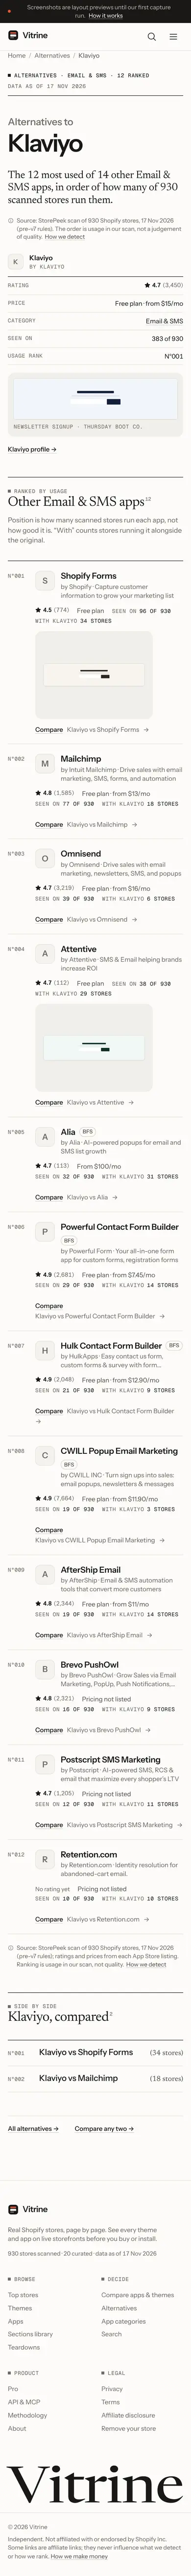 Screenshots are layout previews until our first capture
run. How it works
Vitrine
Home / Alternatives / Klaviyo
ALTERNATIVES · EMAIL & SMS · 12 RANKED
DATA AS OF 17 NOV 2026
Alternatives to
Klaviyo
The 12 most used of 14 other Email &
SMS apps, in order of how many of 930
scanned stores run them.
Source: StorePeek scan of 930 Shopify stores, 17 Nov 2026
(pre-v7 rules). The order is usage in our scan, not a judgement
of quality. How we detect
K
Klaviyo
BY KLAVIYO
RATING ★ 4.7 (3,450)
PRICE Free plan · from $15/mo
CATEGORY Email & SMS
SEEN ON 383 of 930
USAGE RANK N°001
NEWSLETTER SIGNUP · THURSDAY BOOT CO.
Klaviyo profile →
RANKED BY USAGE
Other Email & SMS apps 12
Position is how many scanned stores run each app, not
how good it is. "With" counts stores running it alongside
the original.
N°001
S
Shopify Forms
by Shopify · Capture customer
information to grow your marketing list
★ 4.5 (774) Free plan SEEN ON 96 OF 930
WITH KLAVIYO 34 STORES
Compare Klaviyo vs Shopify Forms →
N°002
M
Mailchimp
by Intuit Mailchimp · Drive sales with email
marketing, SMS, forms, and automation
★ 4.8 (1,585) Free plan · from $13/mo
SEEN ON 77 OF 930 WITH KLAVIYO 18 STORES
Compare Klaviyo vs Mailchimp →
N°003
O
Omnisend
by Omnisend · Drive sales with email
marketing, newsletters, SMS, and popups
★ 4.7 (3,219) Free plan · from $16/mo
SEEN ON 39 OF 930 WITH KLAVIYO 6 STORES
Compare Klaviyo vs Omnisend →
N°004
A
Attentive
by Attentive · SMS & Email helping brands
increase ROI
★ 4.7 (112) Free plan SEEN ON 38 OF 930
WITH KLAVIYO 29 STORES
Compare Klaviyo vs Attentive →
N°005
A
Alia BFS
by Alia · AI-powered popups for email and
SMS list growth
★ 4.7 (113) From $100/mo
SEEN ON 32 OF 930 WITH KLAVIYO 31 STORES
Compare Klaviyo vs Alia →
N°006
P
Powerful Contact Form Builder
BFS
by Powerful Form · Your all-in-one form
app for custom forms, registration forms
★ 4.9 (2,681) Free plan · from $7.45/mo
SEEN ON 29 OF 930 WITH KLAVIYO 14 STORES
Compare
Klaviyo vs Powerful Contact Form Builder →
N°007
H
Hulk Contact Form Builder BFS
by HulkApps · Easy contact us form,
custom forms & survey with form...
★ 4.9 (2,048) Free plan · from $12.90/mo
SEEN ON 21 OF 930 WITH KLAVIYO 9 STORES
Compare Klaviyo vs Hulk Contact Form Builder
→
N°008
C
CWILL Popup Email Marketing
BFS
by CWILL INC · Turn sign ups into sales:
email popups, newsletters & messages
★ 4.9 (7,664) Free plan · from $11.90/mo
SEEN ON 19 OF 930 WITH KLAVIYO 3 STORES
Compare
Klaviyo vs CWILL Popup Email Marketing →
N°009
A
AfterShip Email
by AfterShip · Email & SMS automation
tools that convert more customers
★ 4.8 (2,344) Free plan · from $11/mo
SEEN ON 19 OF 930 WITH KLAVIYO 14 STORES
Compare Klaviyo vs AfterShip Email →
N°010
B
Brevo PushOwl
by Brevo PushOwl · Grow Sales via Email
Marketing, PopUp, Push Notifications,...
★ 4.8 (2,321) Pricing not listed
SEEN ON 16 OF 930 WITH KLAVIYO 9 STORES
Compare Klaviyo vs Brevo PushOwl →
N°011
P
Postscript SMS Marketing
by Postscript · AI-powered SMS, RCS &
email that maximize every shopper's LTV
★ 4.7 (1,205) Pricing not listed
SEEN ON 12 OF 930 WITH KLAVIYO 11 STORES
Compare Klaviyo vs Postscript SMS Marketing →
N°012
R
Retention.com
by Retention.com · Identity resolution for
abandoned-cart email.
No rating yet Pricing not listed
SEEN ON 10 OF 930 WITH KLAVIYO 10 STORES
Compare Klaviyo vs Retention.com →
Source: StorePeek scan of 930 Shopify stores, 17 Nov 2026
(pre-v7 rules); ratings and prices from each App Store listing.
Ranking is usage in our scan, not quality. How we detect
SIDE BY SIDE
Klaviyo, compared 2
N°001 Klaviyo vs Shopify Forms (34 stores)
N°002 Klaviyo vs Mailchimp (18 stores)
All alternatives → Compare any two →
Vitrine
Real Shopify stores, page by page. See every theme
and app on live storefronts before you buy or install.
930 stores scanned · 20 curated · data as of 17 Nov 2026
BROWSE
Top stores
Themes
Apps
Sections library
Teardowns
DECIDE
Compare apps & themes
Alternatives
App categories
Search
PRODUCT
Pro
API & MCP
Methodology
About
LEGAL
Privacy
Terms
Affiliate disclosure
Remove your store
Vitrine
© 2026 Vitrine
Independent. Not affiliated with or endorsed by Shopify Inc.
Some links are affiliate links; they never influence what we detect
or how we rank. How we make money